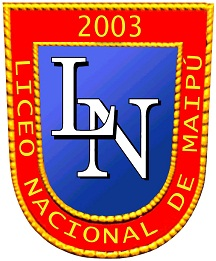 2003
LICEO NACIONAL DE MAIPÚ
LN